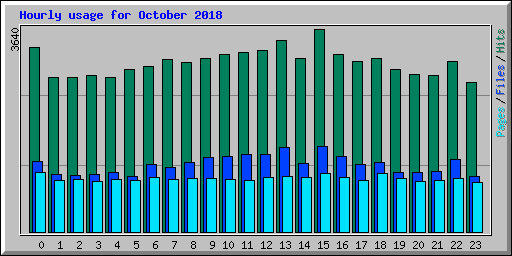 Hourly usage for October 2018
3640
Pages/Files/Hits
0 1 2 3 4 5 6 7 8 9 10 11 12 13 14 15 16 17 18 19 20 21 22 23